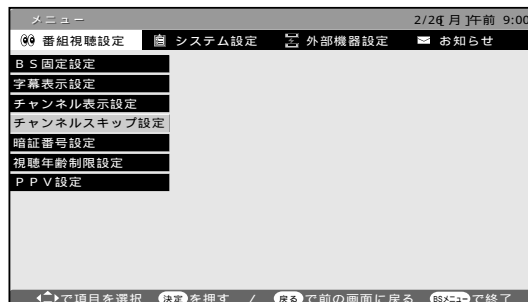 メニュー 2/26[月]午前 9:00
番組視聴設定 システム設定 外部機器設定 お知らせ
ＢＳ固定設定
字幕表示設定
チャンネル表示設定
チャンネルスキップ設定
暗証番号設定
視聴年齢制限設定
ＰＰＶ設定
で項目を選択 決定を押す / 戻るで前の画面に戻る BSメニューで終了